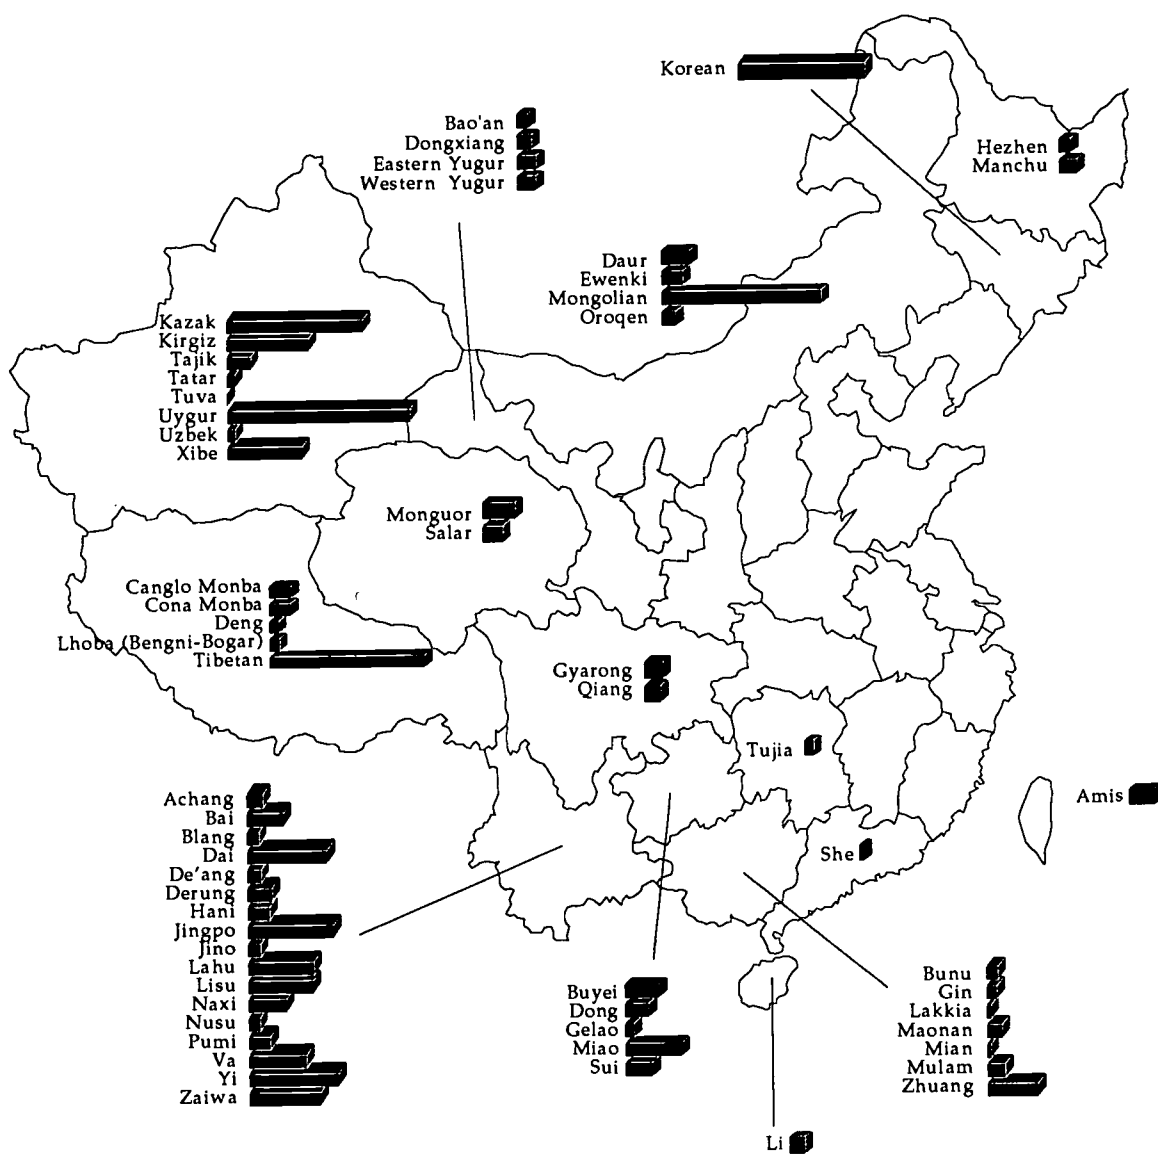 Korean
Bao'an
Dongxiang
Eastern Yugur
Western Yugur
Hezhen
Manchu
Daur
Ewenki
Mongolian
Oroqen
Kazak
Kirgiz
Tajik
Tatar
Tuva
Uygur
Uzbek
Xibe
Monguor
Salar
Canglo Monba
Cona Monba
Deng
Lhoba (Bengni-Bogar)
Tibetan
Gyarong
Qiang
Tujia
Amis
She
Achang
Bai
Blang
Dai
De'ang
Derung
Hani
Jingpo
Jino
Lahu
Lisu
Naxi
Nusu
Pumi
Va
Yi
Zaiwa
Buyei
Dong
Gelao
Miao
Sui
Bunu
Gin
Lakkia
Maonan
Mian
Mulam
Zhuang
Li